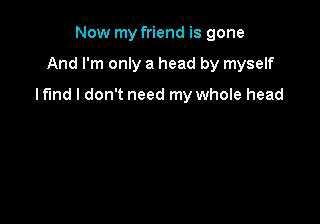 Now my friend is gone
And I'm only a head by myself
I find I don't need my whole head